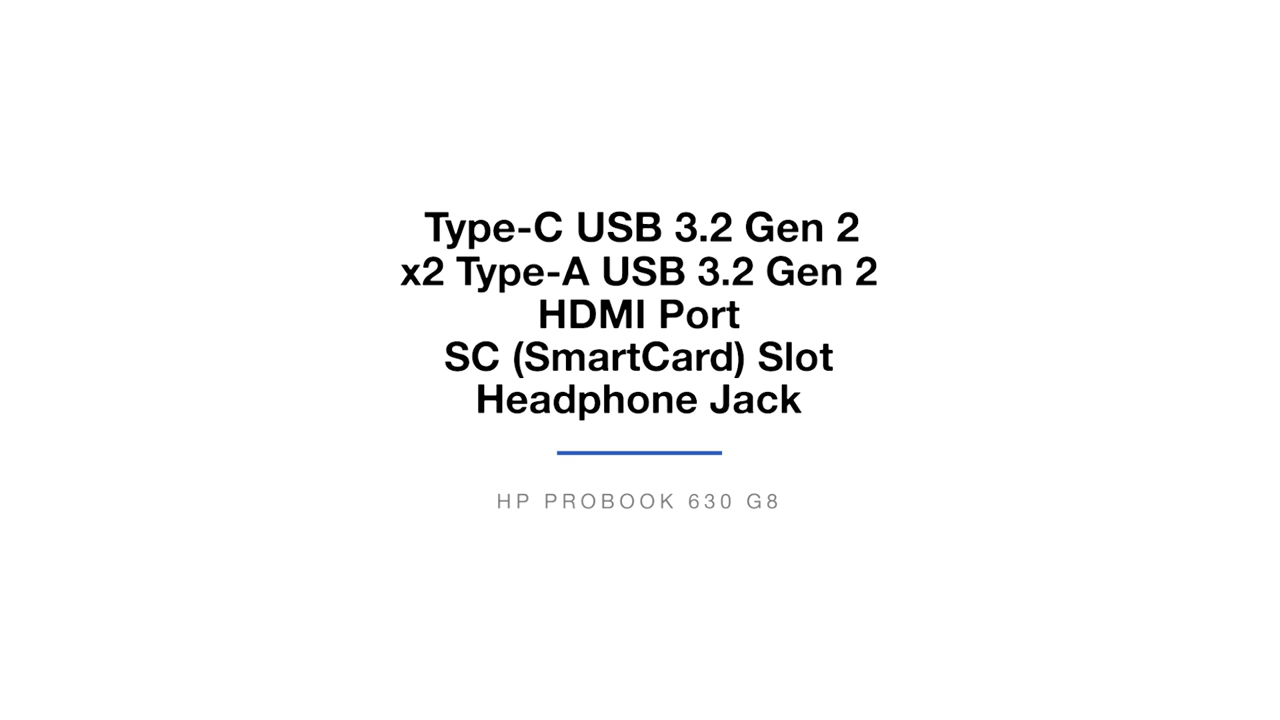 Type-C USB 3.2 Gen 2
x2 Type-A USB 3.2 Gen 2
HDMI Port
SC (SmartCard) Slot
Headphone Jack
HP PROBOOK 630 G8